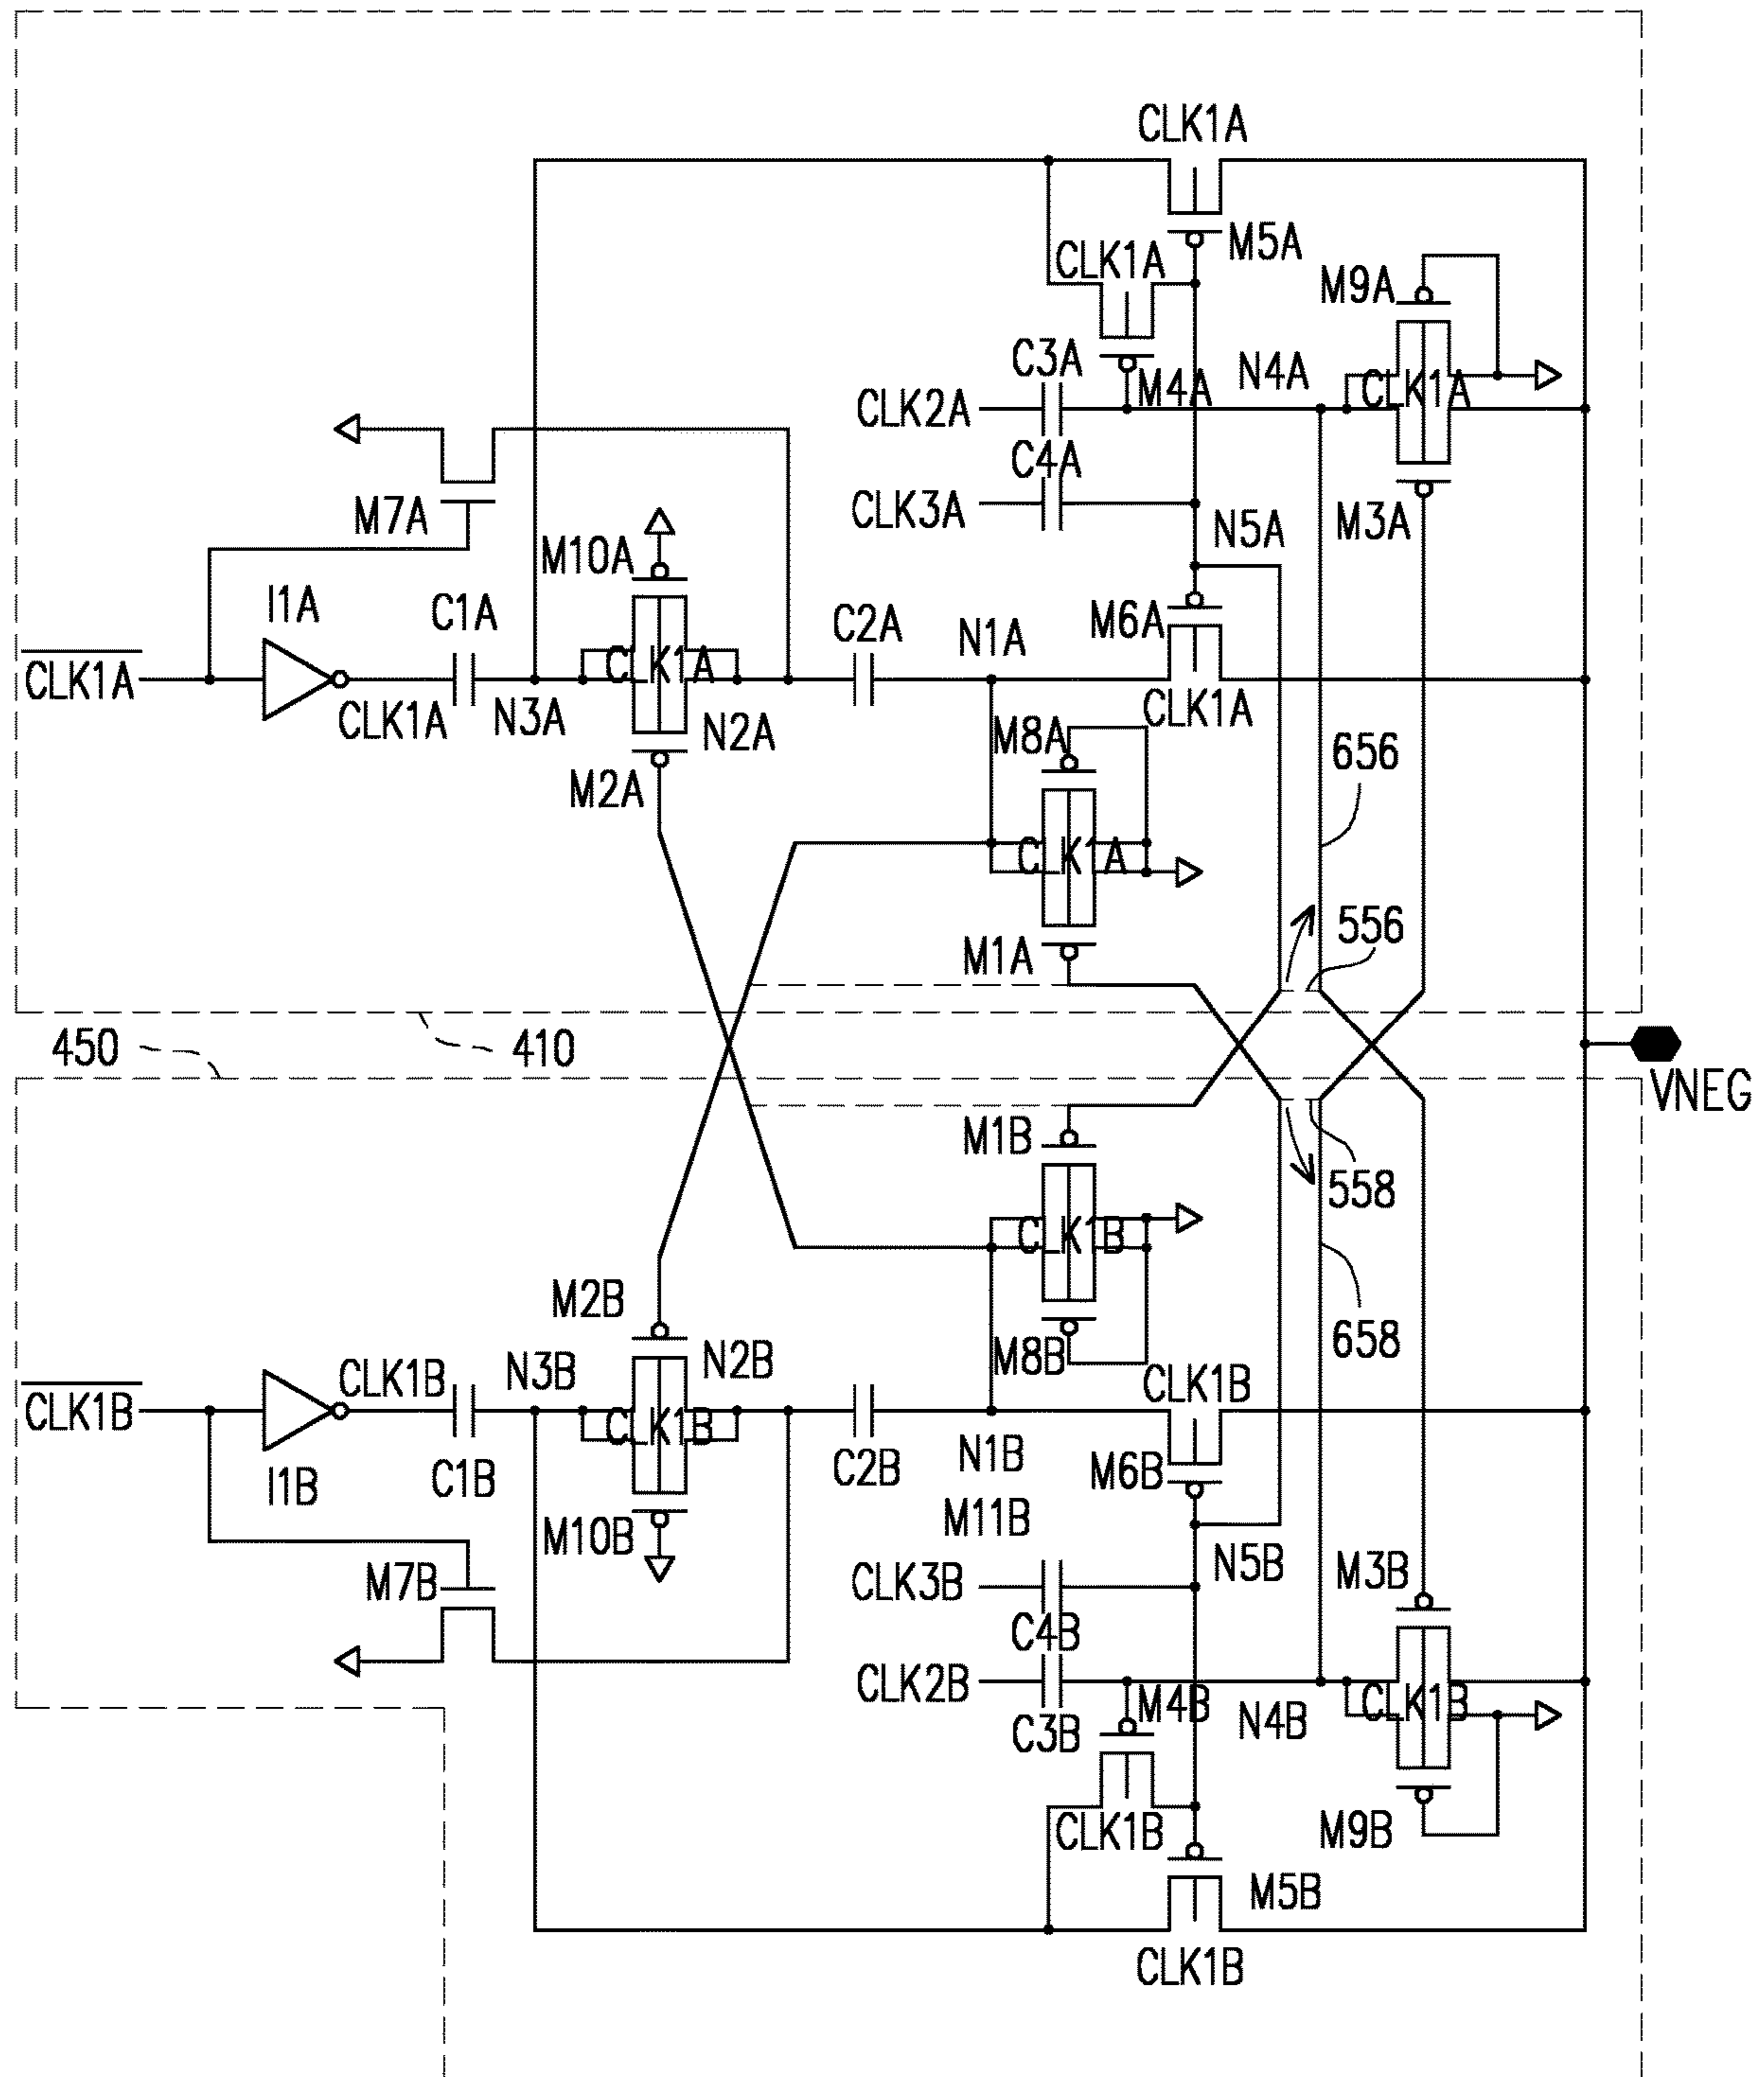 CLK1A
CLK1A
M5A
M9A
C3A
M4A
N4A
CLK1A
CLK2A
C4A
M7A
CLK3A
N5A
M3A
M10A
I1A
C1A
C2A
N1A
M6A
CLK1A
CLK1A
CLK1A
N3A
N2A
CLK1A
M8A
656
M2A
CLK1A
556
M1A
450
410
VNEG
M1B
558
CLK1B
M2B
658
M8B
N3B
N2B
CLK1B
CLK1B
CLK1B
CLK1B
I1B
C1B
C2B
N1B
M6B
M11B
M10B
N5B
M3B
M7B
CLK3B
C4B
CLK2B
M4B
CLK1B
C3B
N4B
CLK1B
M9B
M5B
CLK1B